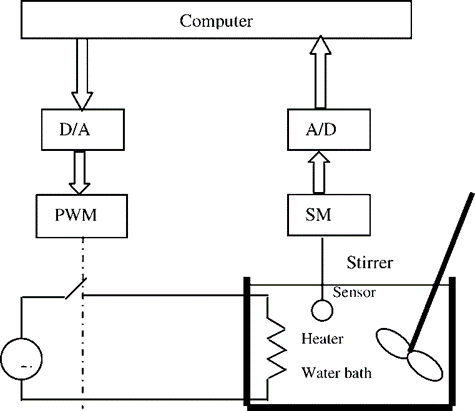 Computer
D/A
A/D
PWM
SM
Stirrer
Sensor
Heater
Water bath